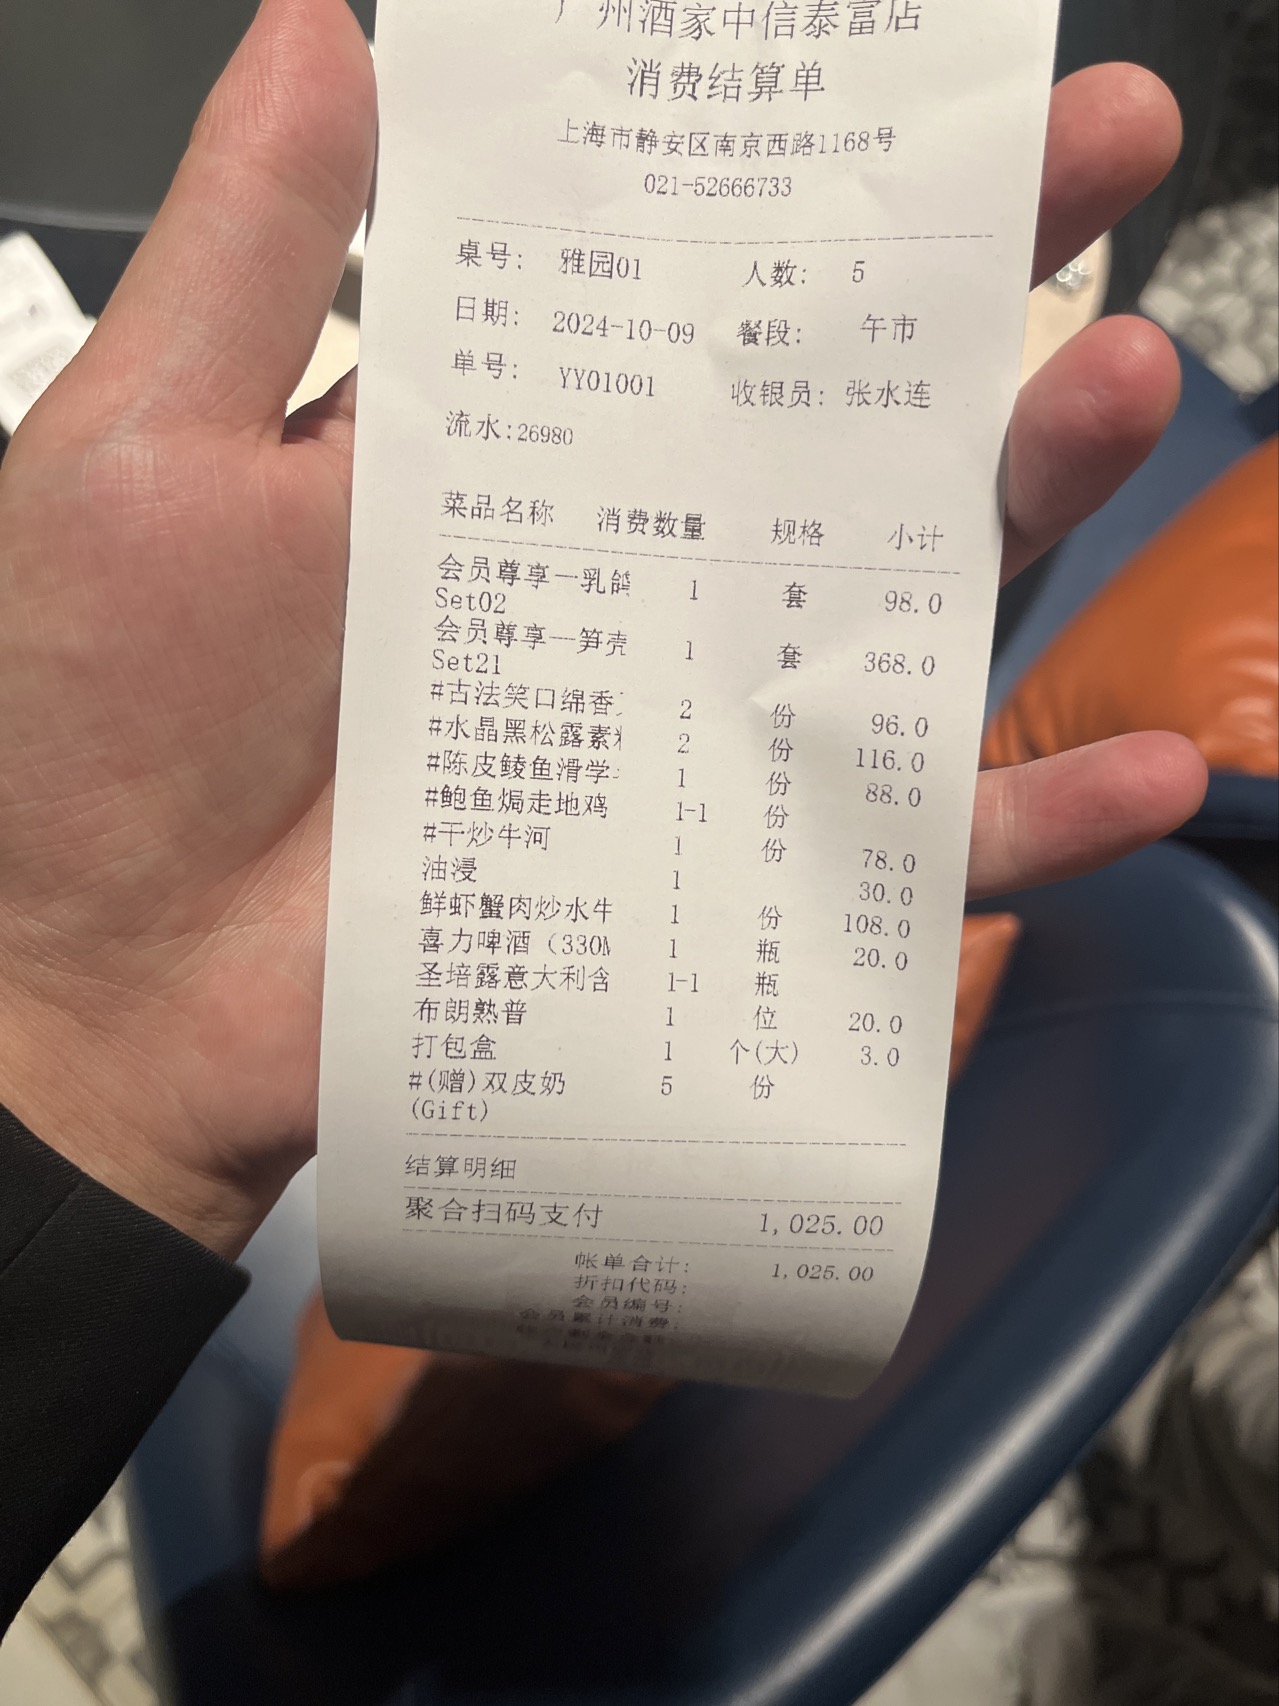 广州酒家中信泰富店
消费结算单
上海市静安区南京西路1168号
021-52666733
桌号： 雅园01 人数： 5
日期： 2024-10-09 餐段： 午市
单号： YY01001 收银员： 张水连
流水:26980
菜品名称 消费数量 规格 小计
会员尊享一乳鸽 1 套 98.0
Set02
会员尊享一笋壳 1 套 368.0
Set21
#古法笑口绵香 2 份 96.0
#水晶黑松露素 2 份 116.0
#陈皮鲮鱼滑学 1 份 88.0
#鲍鱼焗走地鸡 1-1 份
#干炒牛河 1 份 78.0
油浸 1 30.0
鲜虾蟹肉炒水牛 1 份 108.0
喜力啤酒（330M 1 瓶 20.0
圣培露意大利含 1-1 瓶
布朗熟普 1 位 20.0
打包盒 1 个(大) 3.0
#(赠)双皮奶 5 份
(Gift)
结算明细
聚合扫码支付 1,025.00
帐单合计： 1,025.00
折扣代码：
会员编号：
会员累计消费：